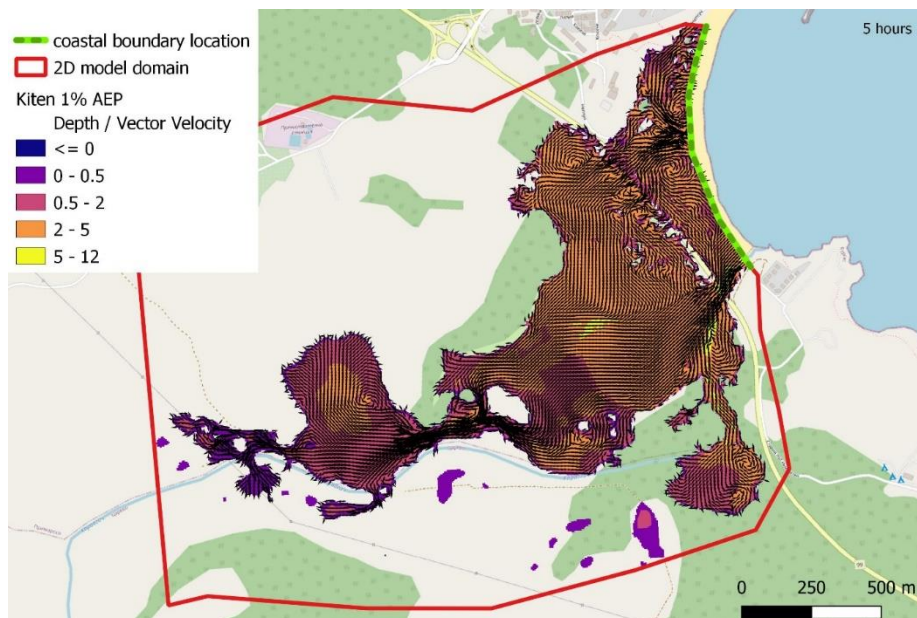 5 hours
coastal boundary location
2D model domain
Kiten 1% AEP
Depth / Vector Velocity
<= 0
0 - 0.5
0.5 - 2
2 - 5
5 - 12
99
0 250 500 m